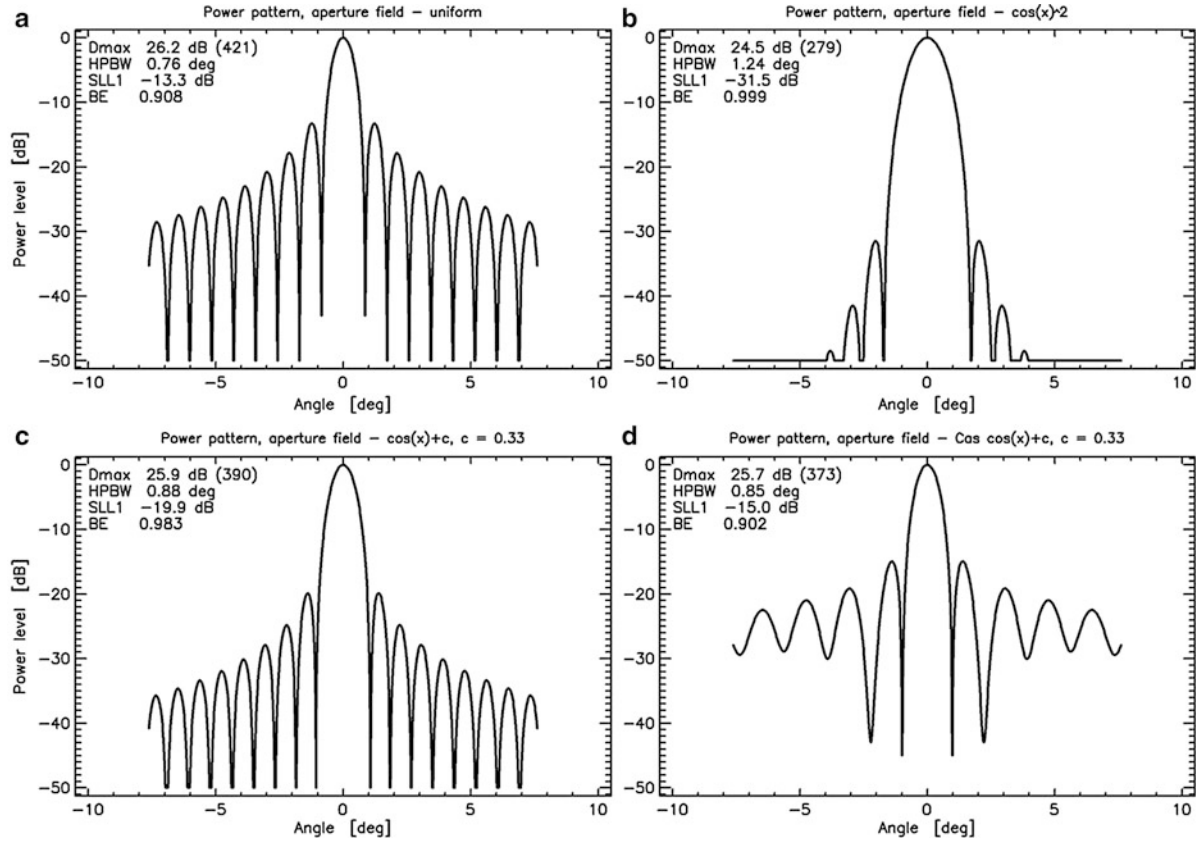 a
Power pattern, aperture field – uniform
Dmax 26.2 dB (421)
HPBW 0.76 deg
SLL1 −13.3 dB
BE 0.908
0
−10
−20
−30
−40
−50
Power level [dB]
−10 −5 0 5 10
Angle [deg]
b
Power pattern, aperture field – cos(x)^2
Dmax 24.5 dB (279)
HPBW 1.24 deg
SLL1 −31.5 dB
BE 0.999
0
−10
−20
−30
−40
−50
−10 −5 0 5 10
Angle [deg]
c
Power pattern, aperture field – cos(x)+c, c = 0.33
Dmax 25.9 dB (390)
HPBW 0.88 deg
SLL1 −19.9 dB
BE 0.983
0
−10
−20
−30
−40
−50
Power level [dB]
−10 −5 0 5 10
Angle [deg]
d
Power pattern, aperture field – Cas cos(x)+c, c = 0.33
Dmax 25.7 dB (373)
HPBW 0.85 deg
SLL1 −15.0 dB
BE 0.902
0
−10
−20
−30
−40
−50
−10 −5 0 5 10
Angle [deg]